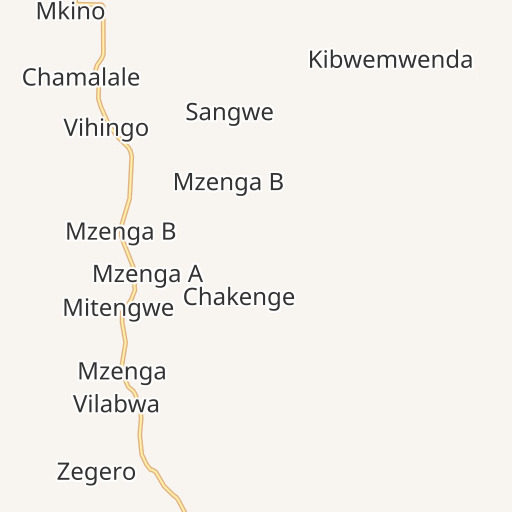 Mkino
Kibwemwenda
Chamalale
Sangwe
Vihingo
Mzenga B
Mzenga B
Mzenga A
Chakenge
Mitengwe
Mzenga
Vilabwa
Zegero